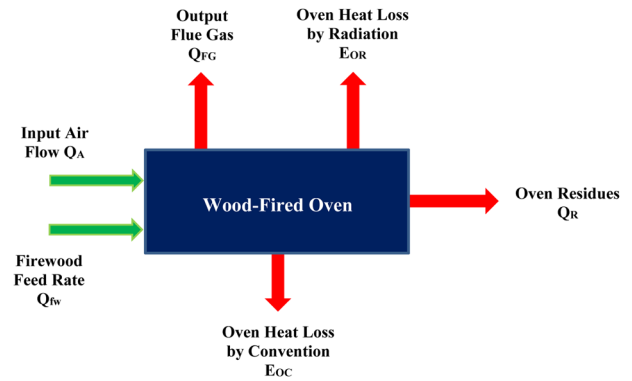 Output
Flue Gas
QFG
Oven Heat Loss
by Radiation
EOR
Input Air
Flow QA
Wood-Fired Oven
Oven Residues
QR
Firewood
Feed Rate
Qfw
Oven Heat Loss
by Convention
EOC